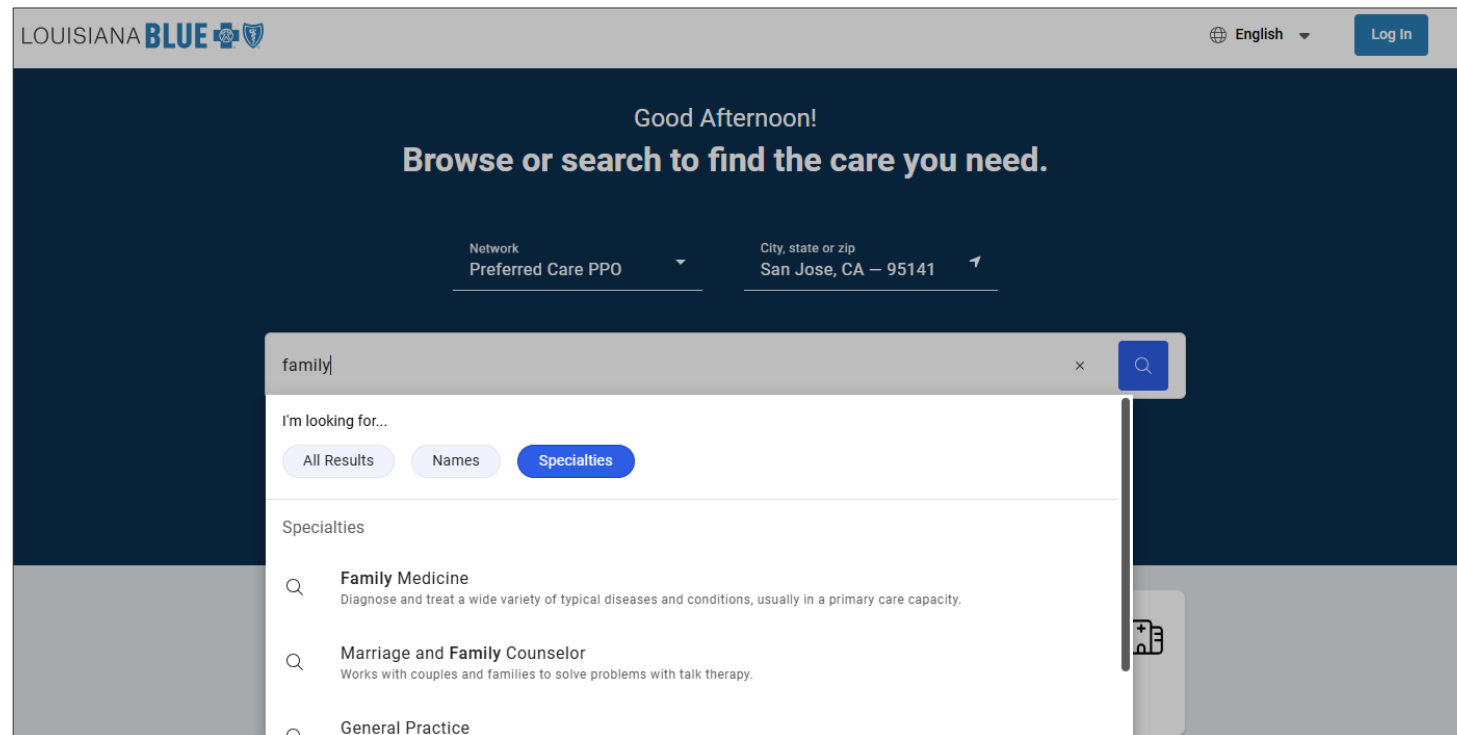 LOUISIANA BLUE
English
Log In
Good Afternoon!
Browse or search to find the care you need.
Network
Preferred Care PPO
City, state or zip
San Jose, CA — 95141
family
×
I'm looking for...
All Results
Names
Specialties
Specialties
Family Medicine
Diagnose and treat a wide variety of typical diseases and conditions, usually in a primary care capacity.
Marriage and Family Counselor
Works with couples and families to solve problems with talk therapy.
General Practice